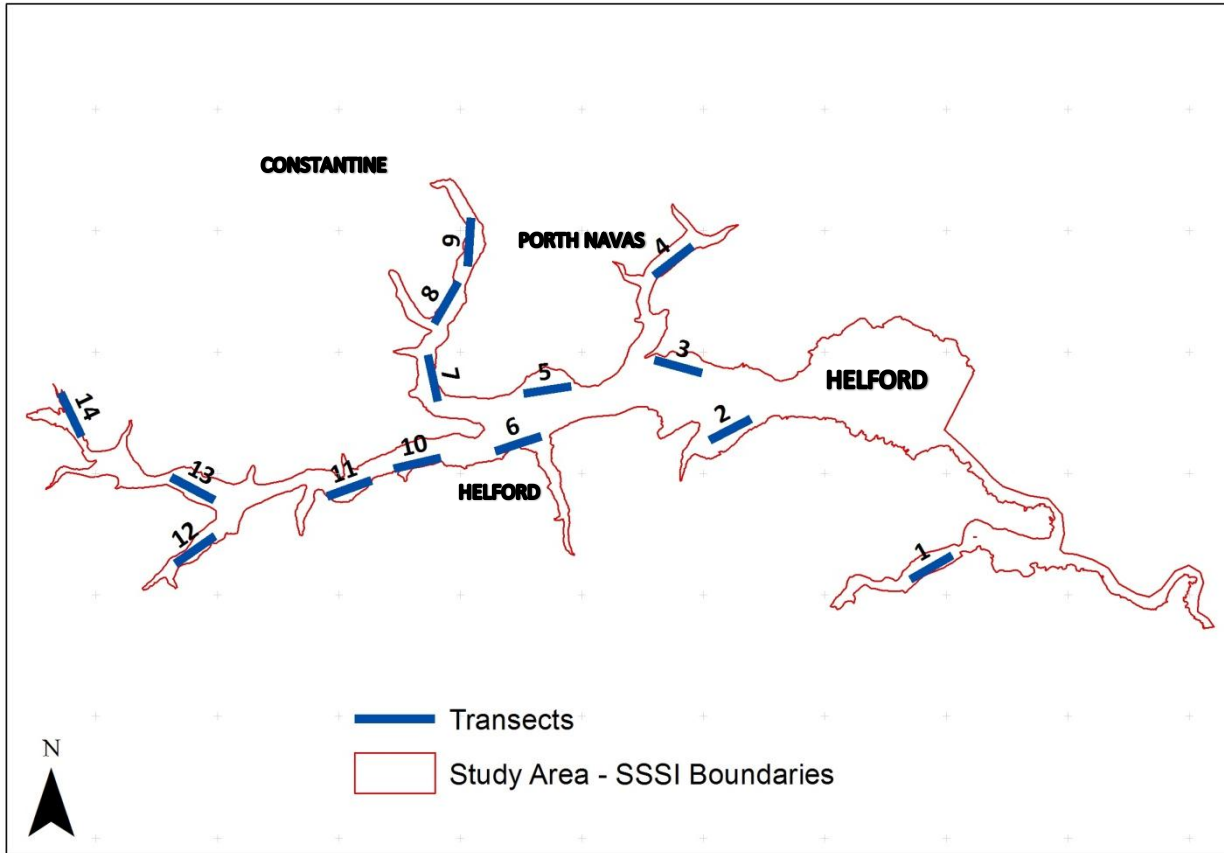 CONSTANTINE
9
PORTH NAVAS
4
8
3
7
5
HELFORD
14
2
6
10
13
11
HELFORD
12
1
Transects
Study Area - SSSI Boundaries
N